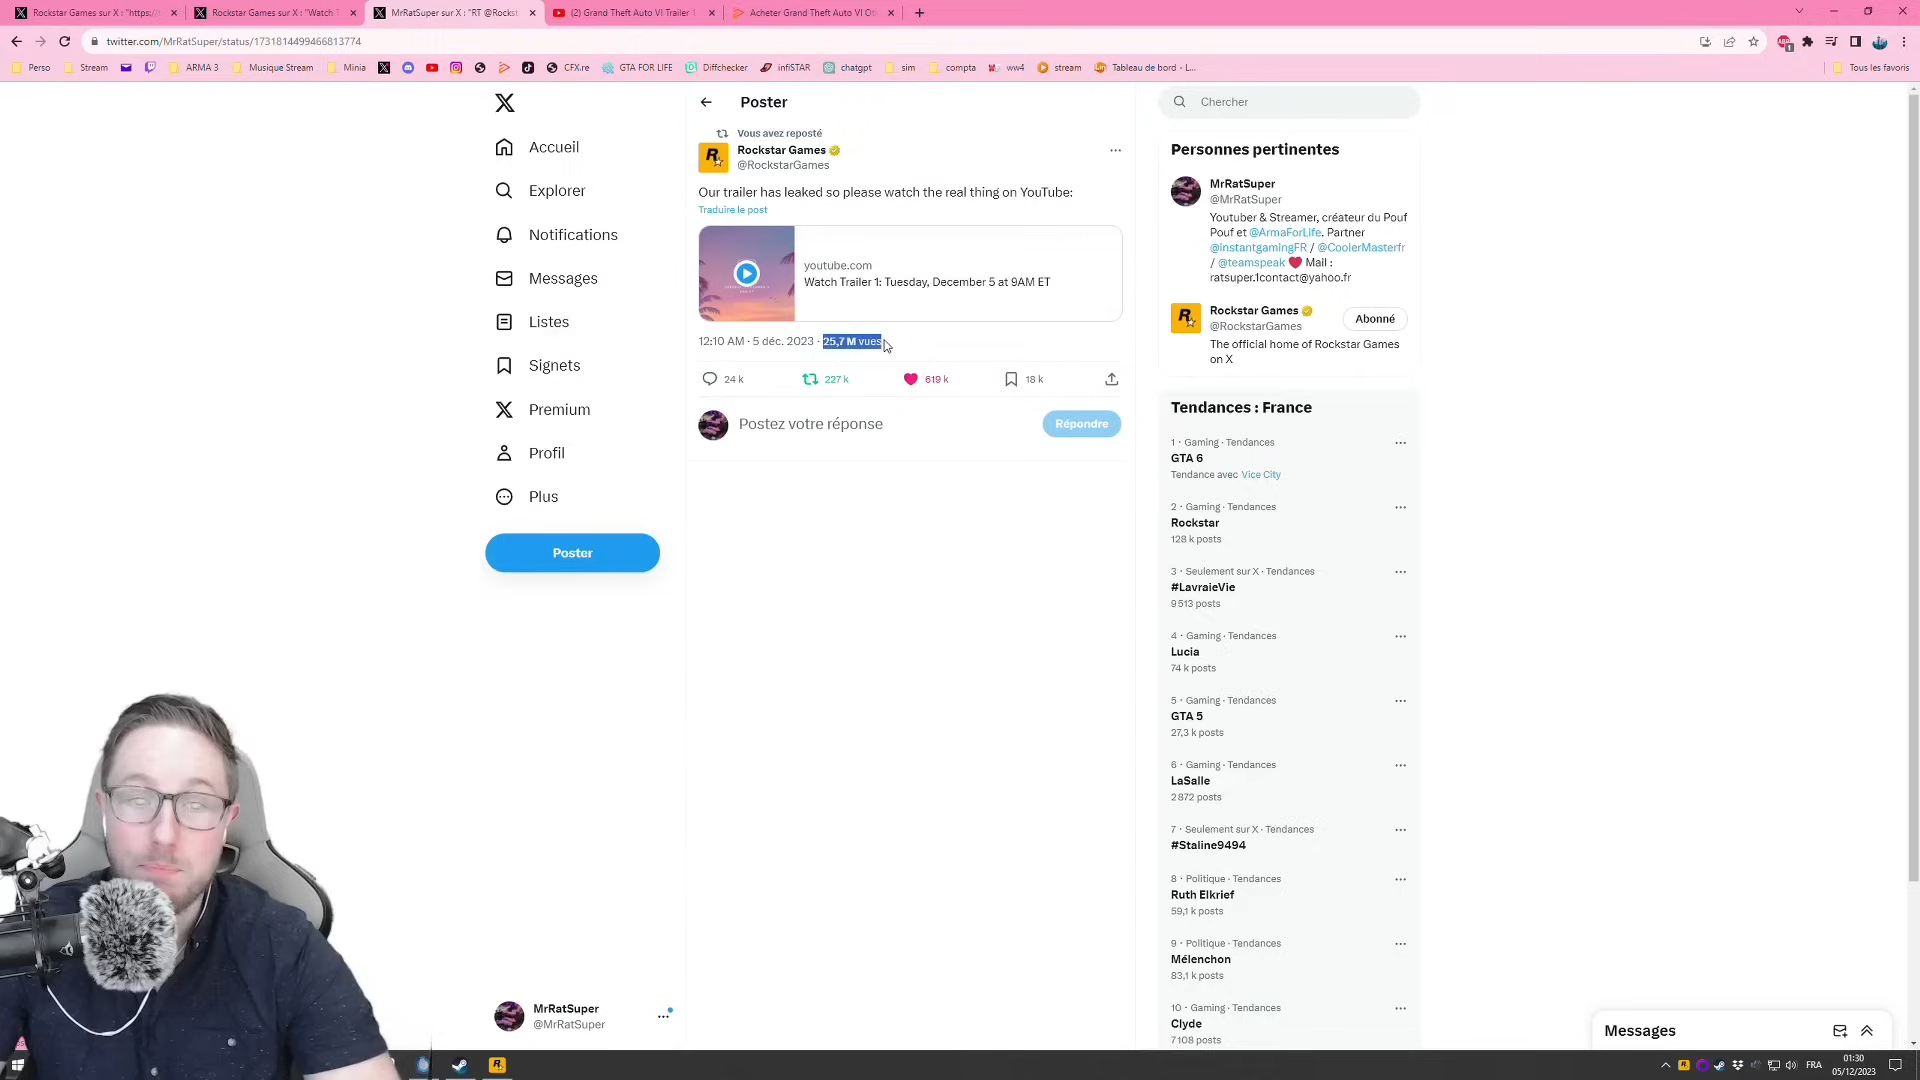 Rockstar Games sur X : "https://
Rockstar Games sur X : "Watch T
MrRatSuper sur X : "RT @Rockst
(2) Grand Theft Auto VI Trailer 1
Acheter Grand Theft Auto VI Oth
twitter.com/MrRatSuper/status/1731814499466813774
Perso
Stream
ARMA 3
Musique Stream
Minia
CFX.re
GTA FOR LIFE
Diffchecker
infiSTAR
chatgpt
sim
compta
ww4
stream
Tableau de bord - L...
Tous les favoris
Accueil
Explorer
Notifications
Messages
Listes
Signets
Premium
Profil
Plus
Poster
MrRatSuper
@MrRatSuper
Poster
Vous avez reposté
Rockstar Games
@RockstarGames
Our trailer has leaked so please watch the real thing on YouTube:
Traduire le post
youtube.com
Watch Trailer 1: Tuesday, December 5 at 9AM ET
12:10 AM · 5 déc. 2023 · 25,7 M vues
24 k
227 k
619 k
18 k
Postez votre réponse
Répondre
Chercher
Personnes pertinentes
MrRatSuper
@MrRatSuper
Youtuber & Streamer, créateur du Pouf
Pouf et @ArmaForLife. Partner
@instantgamingFR / @CoolerMasterfr
/ @teamspeak ❤️ Mail :
ratsuper.1contact@yahoo.fr
Rockstar Games
@RockstarGames
Abonné
The official home of Rockstar Games
on X
Tendances : France
1 · Gaming · Tendances
GTA 6
Tendance avec Vice City
2 · Gaming · Tendances
Rockstar
128 k posts
3 · Seulement sur X · Tendances
#LavraieVie
9 513 posts
4 · Gaming · Tendances
Lucia
74 k posts
5 · Gaming · Tendances
GTA 5
27,3 k posts
6 · Gaming · Tendances
LaSalle
2 872 posts
7 · Seulement sur X · Tendances
#Staline9494
8 · Politique · Tendances
Ruth Elkrief
59,1 k posts
9 · Politique · Tendances
Mélenchon
83,1 k posts
10 · Gaming · Tendances
Clyde
7 108 posts
Messages
FRA
01:30
05/12/2023